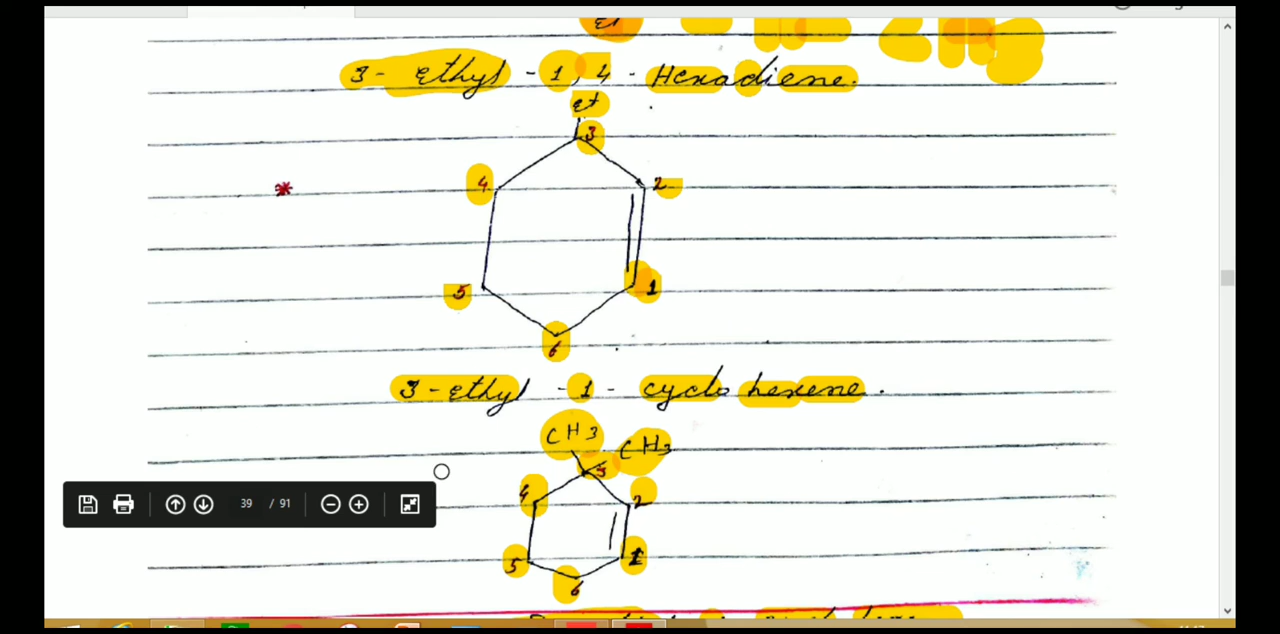 Et
3- Ethyl -1,4 - Hexadiene.
Et
3
4 2
5 1
6
3-ethyl -1- cyclo hexene.
CH3 CH3
3
4 2
39 / 91
5 1
6